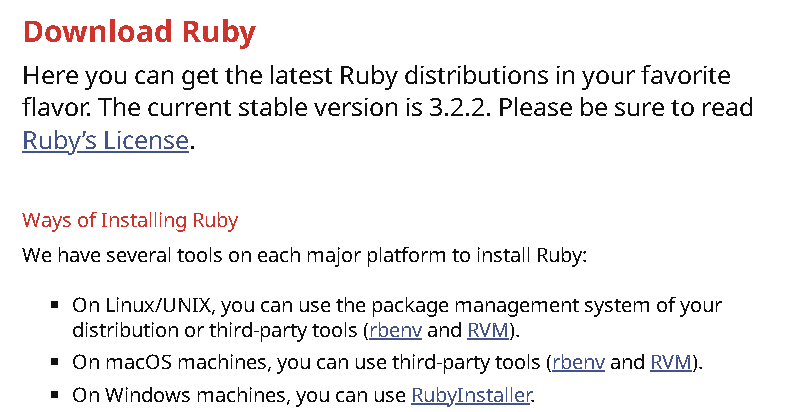 Download Ruby
Here you can get the latest Ruby distributions in your favorite
flavor. The current stable version is 3.2.2. Please be sure to read
Ruby’s License.
Ways of Installing Ruby
We have several tools on each major platform to install Ruby:
▪ On Linux/UNIX, you can use the package management system of your
distribution or third-party tools (rbenv and RVM).
▪ On macOS machines, you can use third-party tools (rbenv and RVM).
▪ On Windows machines, you can use RubyInstaller.